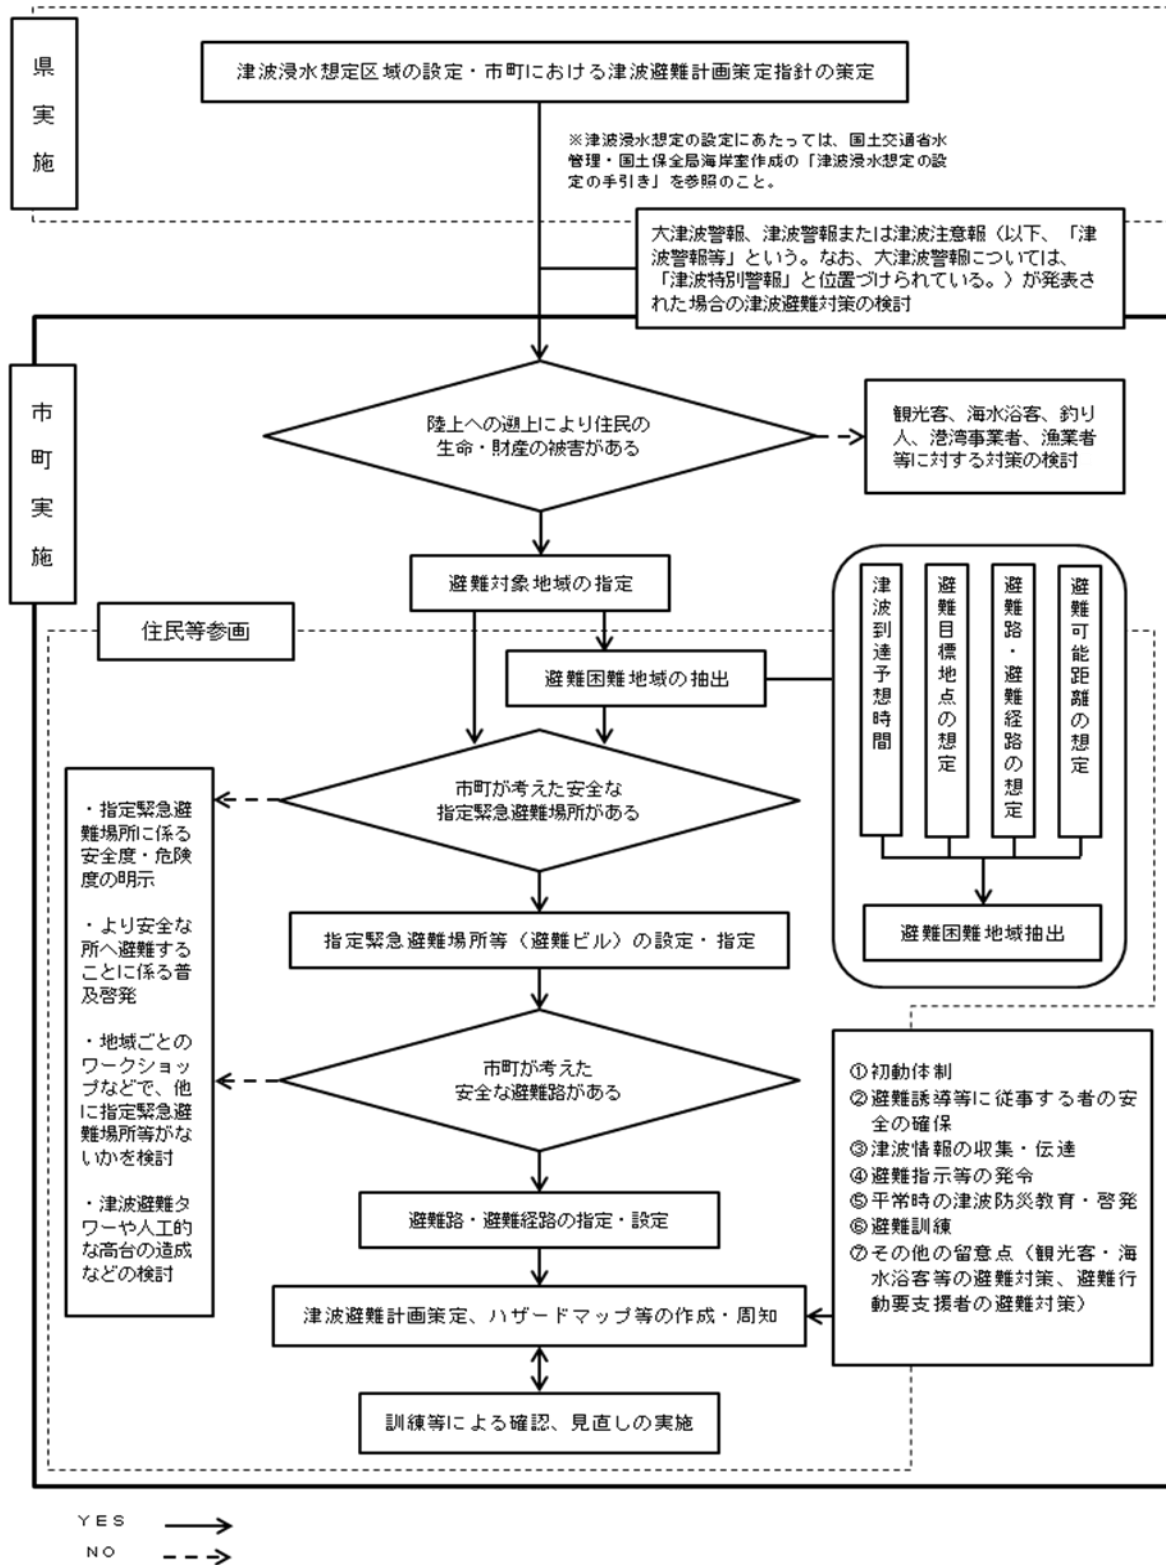 県実施
津波浸水想定区域の設定・市町における津波避難計画策定指針の策定
※津波浸水想定の設定にあたっては、国土交通省水
管理・国土保全局海岸室作成の「津波浸水想定の設
定の手引き」を参照のこと。
大津波警報、津波警報または津波注意報（以下、「津
波警報等」という。なお、大津波警報については、
「津波特別警報」と位置づけられている。）が発表さ
れた場合の津波避難対策の検討
市町実施
陸上への遡上により住民の
生命・財産の被害がある
観光客、海水浴客、釣り
人、港湾事業者、漁業者
等に対する対策の検討
避難対象地域の指定
住民等参画
避難困難地域の抽出
津波到達予想時間
避難目標地点の想定
避難路・避難経路の想定
避難可能距離の想定
避難困難地域抽出
市町が考えた安全な
指定緊急避難場所がある
・指定緊急避
難場所に係る
安全度・危険
度の明示
・より安全な
所へ避難する
ことに係る普
及啓発
・地域ごとの
ワークショッ
プなどで、他
に指定緊急避
難場所等がな
いかを検討
・津波避難タ
ワーや人工的
な高台の造成
などの検討
指定緊急避難場所等（避難ビル）の設定・指定
市町が考えた
安全な避難路がある
①初動体制
②避難誘導等に従事する者の安
全の確保
③津波情報の収集・伝達
④避難指示等の発令
⑤平常時の津波防災教育・啓発
⑥避難訓練
⑦その他の留意点（観光客・海
水浴客等の避難対策、避難行
動要支援者の避難対策）
避難路・避難経路の指定・設定
津波避難計画策定、ハザードマップ等の作成・周知
訓練等による確認、見直しの実施
YES
NO